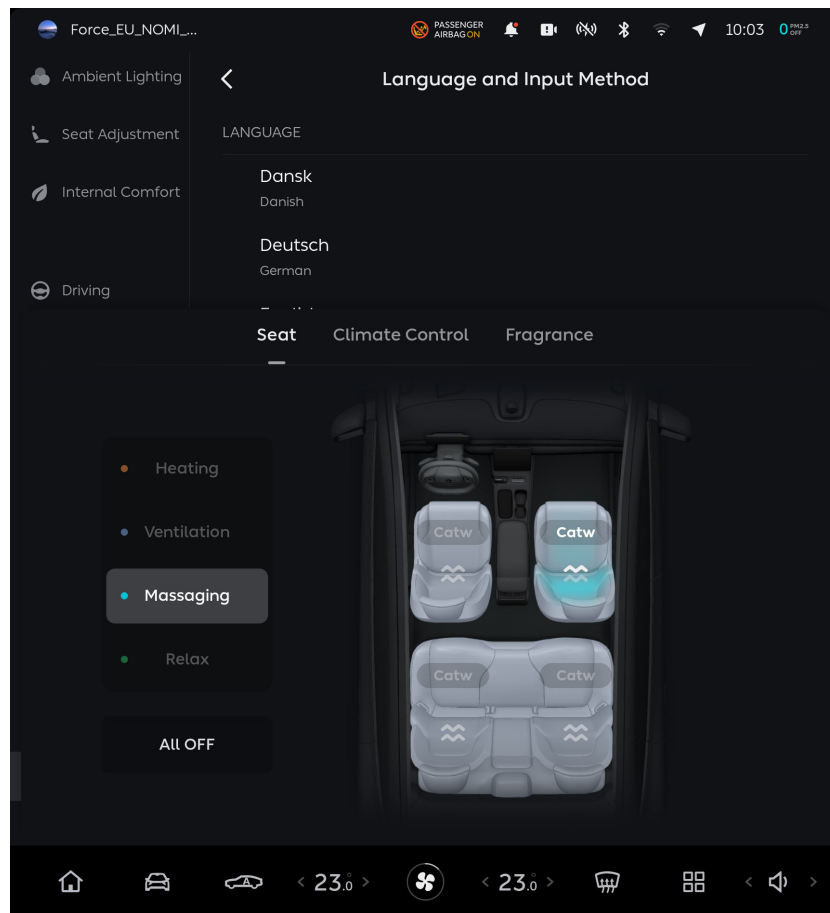 Force_EU_NOMI_...
PASSENGER
AIRBAG ON
10:03
0 PM2.5
OFF
Ambient Lighting
Seat Adjustment
Internal Comfort
Driving
Language and Input Method
LANGUAGE
Dansk
Danish
Deutsch
German
Seat
Climate Control
Fragrance
Heating
Ventilation
Massaging
Relax
All OFF
Catw
Catw
Catw
Catw
< 23.0 >
< 23.0 >